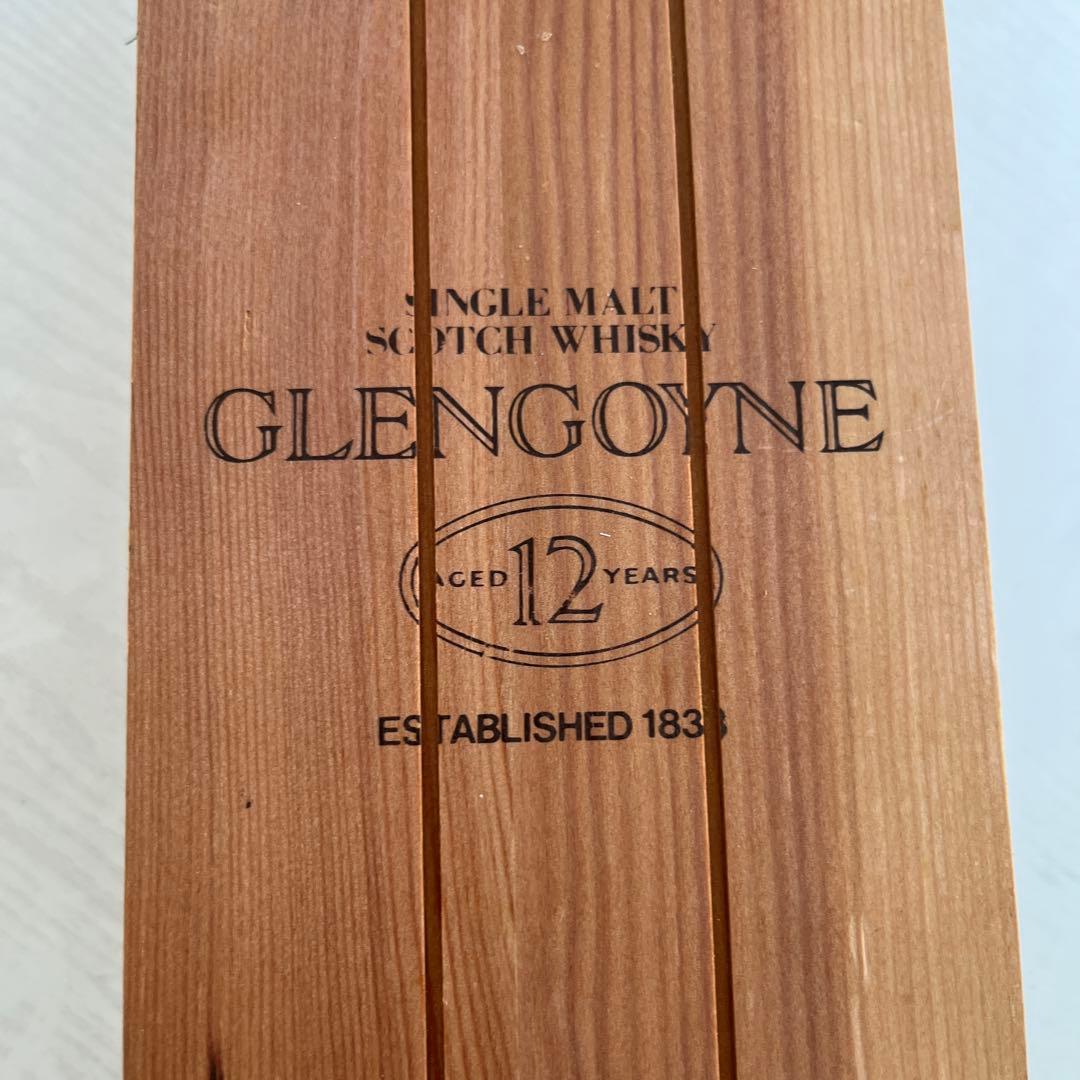 SINGLE MALT
SCOTCH WHISKY
GLENGOYNE
AGED 12 YEARS
ESTABLISHED 1833